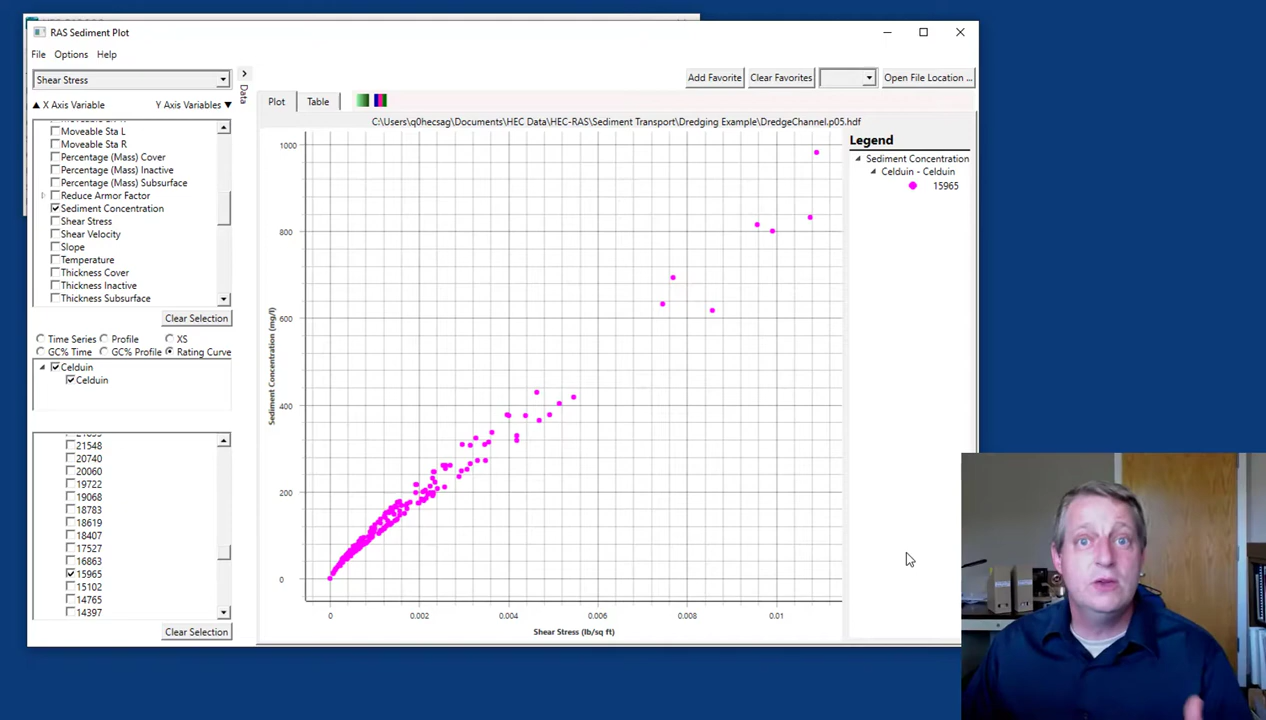 RAS Sediment Plot
File Options Help
Shear Stress
Add Favorite Clear Favorites Open File Location ...
X Axis Variable Y Axis Variables
Data
Plot Table
C:\Users\q0hecsag\Documents\HEC Data\HEC-RAS\Sediment Transport\Dredging Example\DredgeChannel.p05.hdf
Moveable Sta L
Moveable Sta R
Percentage (Mass) Cover
Percentage (Mass) Inactive
Percentage (Mass) Subsurface
Reduce Armor Factor
Sediment Concentration
Shear Stress
Shear Velocity
Slope
Temperature
Thickness Cover
Thickness Inactive
Thickness Subsurface
Clear Selection
Time Series Profile XS
GC% Time GC% Profile Rating Curve
Celduin
Celduin
21548
20740
20060
19722
19068
18783
18619
18407
17527
16863
15965
15102
14765
14397
Clear Selection
Sediment Concentration (mg/l)
1000
800
600
400
200
0
0 0.002 0.004 0.006 0.008 0.01
Shear Stress (lb/sq ft)
Legend
Sediment Concentration
Celduin - Celduin
15965